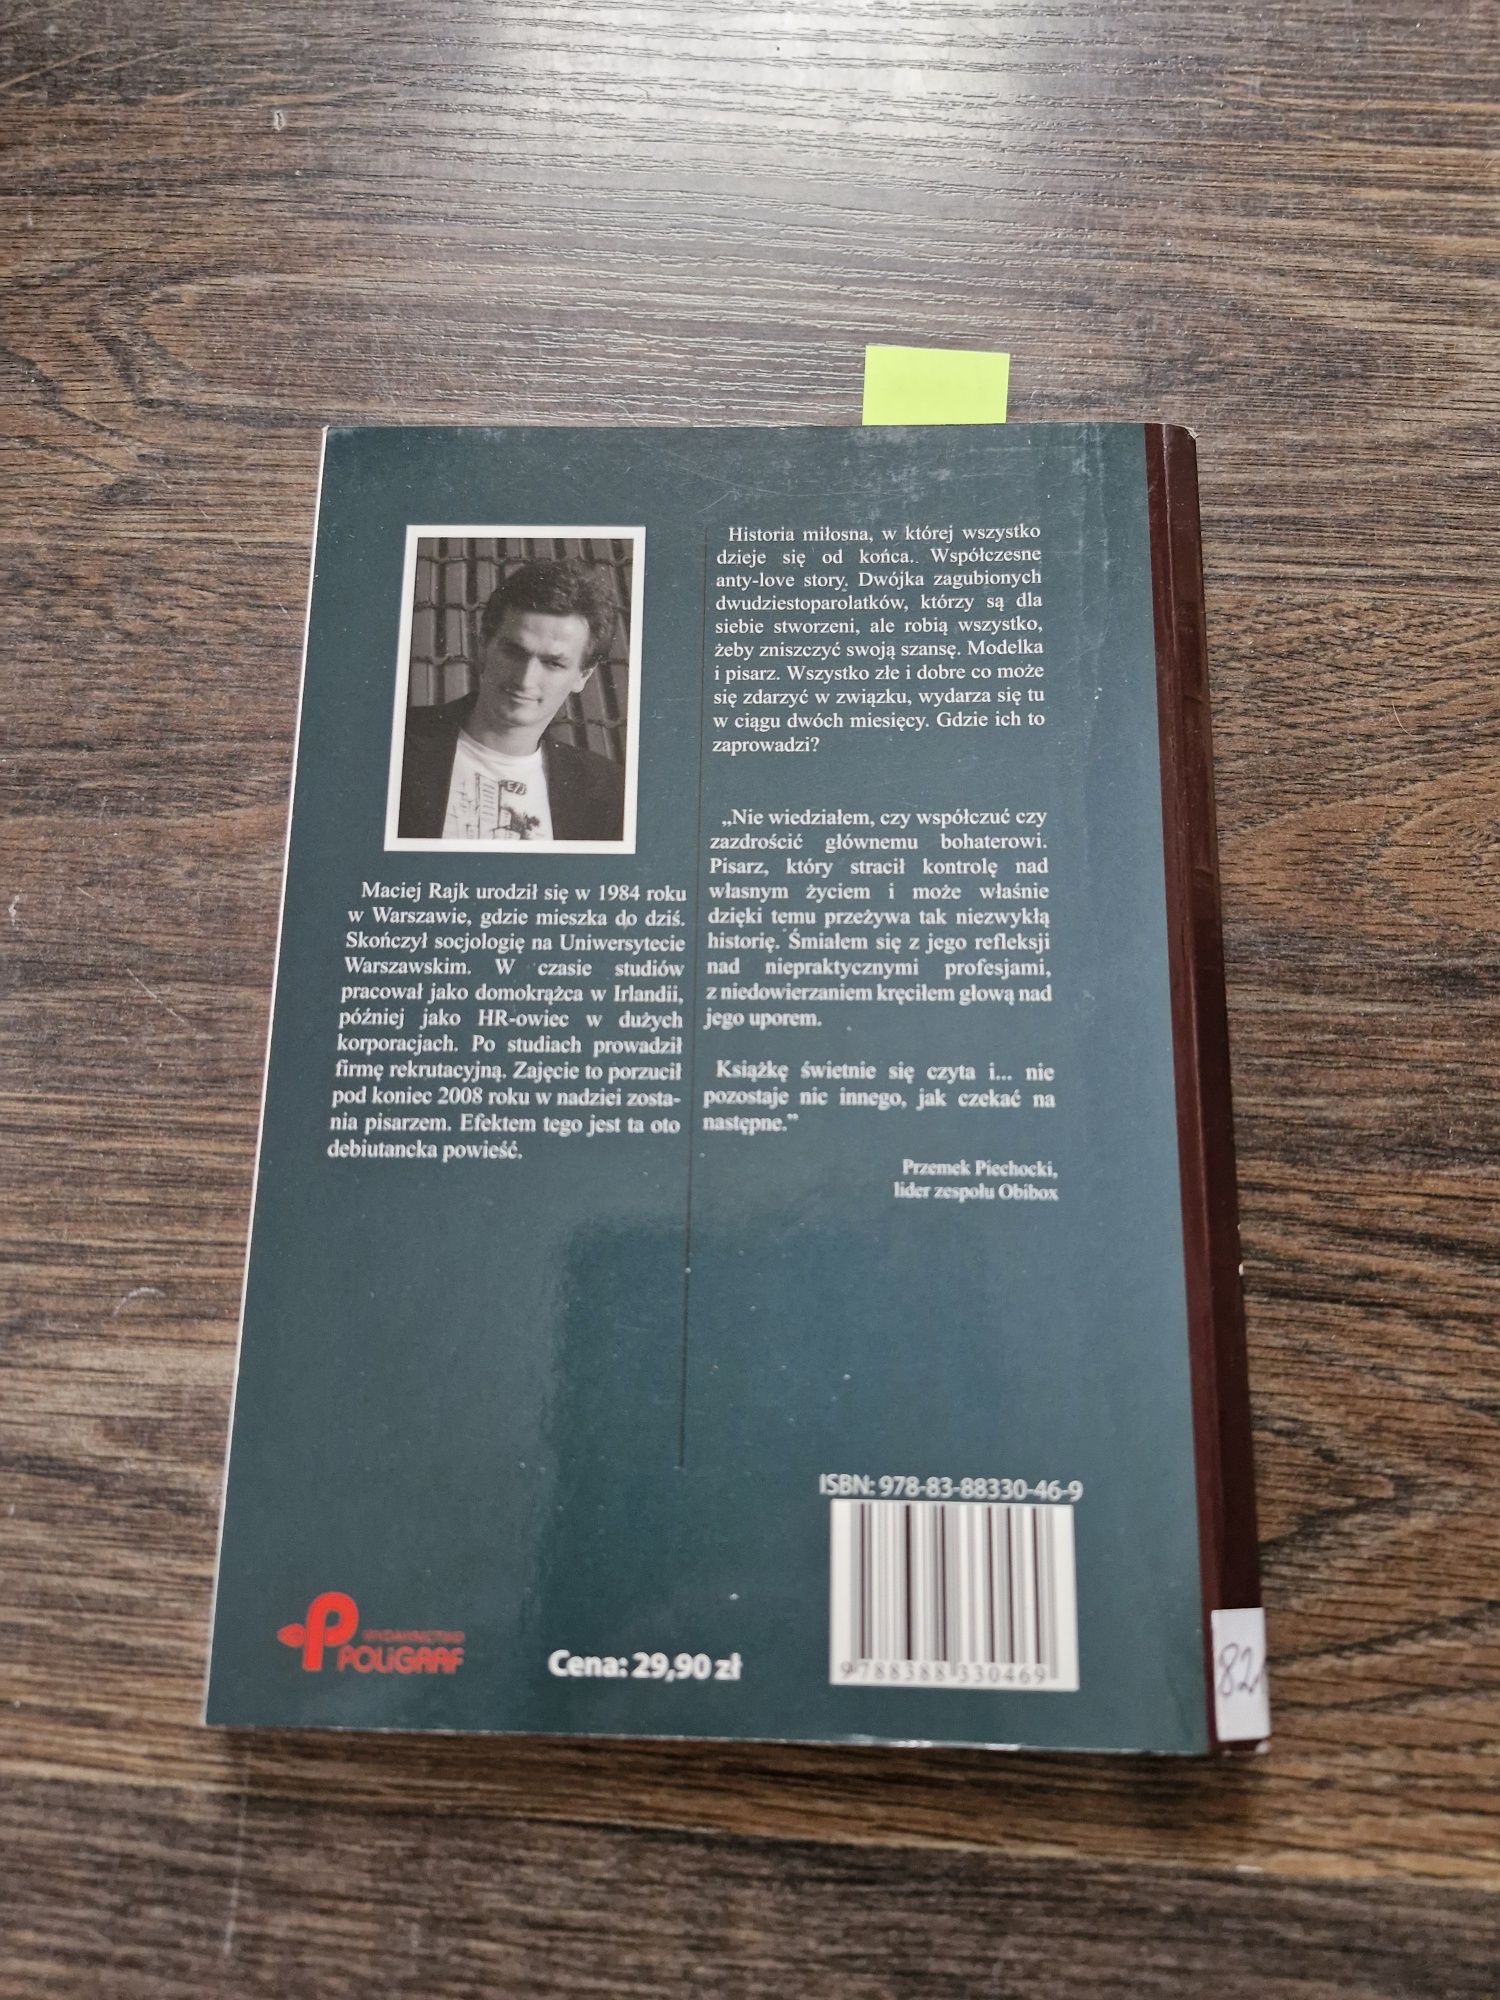 Maciej Rajk urodził się w 1984 roku
w Warszawie, gdzie mieszka do dziś.
Skończył socjologię na Uniwersytecie
Warszawskim. W czasie studiów
pracował jako domokrążca w Irlandii,
później jako HR-owiec w dużych
korporacjach. Po studiach prowadził
firmę rekrutacyjną. Zajęcie to porzucił
pod koniec 2008 roku w nadziei zosta-
nia pisarzem. Efektem tego jest ta oto
debiutancka powieść.
Historia miłosna, w której wszystko
dzieje się od końca. Współczesne
anty-love story. Dwójka zagubionych
dwudziestoparolatków, którzy są dla
siebie stworzeni, ale robią wszystko,
żeby zniszczyć swoją szansę. Modelka
i pisarz. Wszystko złe i dobre co może
się zdarzyć w związku, wydarza się tu
w ciągu dwóch miesięcy. Gdzie ich to
zaprowadzi?
„Nie wiedziałem, czy współczuć czy
zazdrościć głównemu bohaterowi.
Pisarz, który stracił kontrolę nad
własnym życiem i może właśnie
dzięki temu przeżywa tak niezwykłą
historię. Śmiałem się z jego refleksji
nad niepraktycznymi profesjami,
z niedowierzaniem kręciłem głową nad
jego uporem.
Książkę świetnie się czyta i... nie
pozostaje nic innego, jak czekać na
następne.”
Przemek Piechocki,
lider zespołu Obibox
ISBN: 978-83-88330-46-9
9 788388 330469
WYDAWNICTWO
POLIGRAF
Cena: 29,90 zł
821